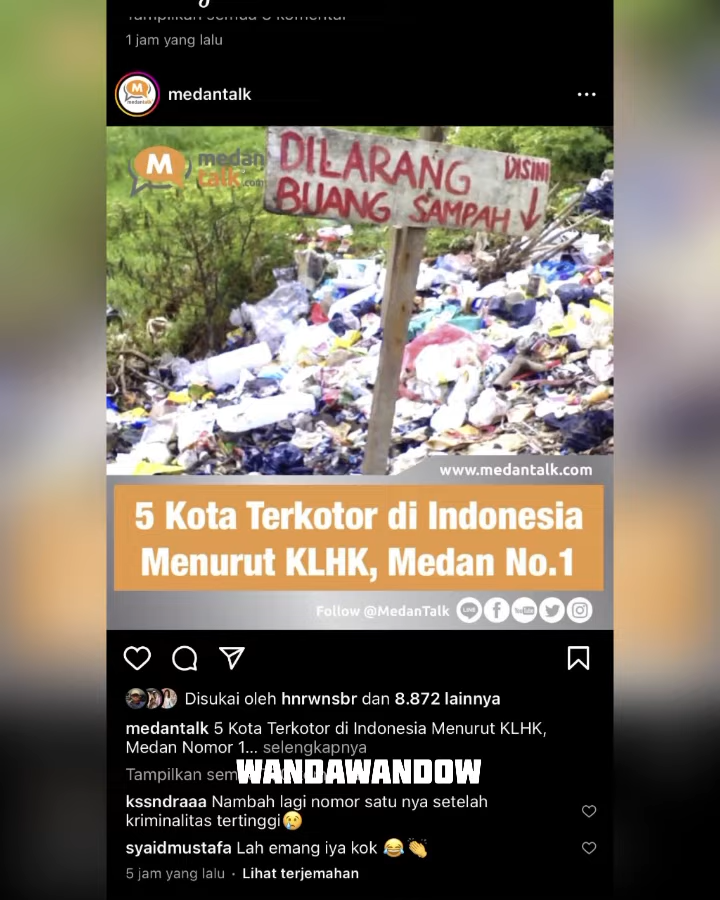 1 jam yang lalu
medantalk
medan
talk.com
DILARANG DISINI
BUANG SAMPAH
www.medantalk.com
5 Kota Terkotor di Indonesia
Menurut KLHK, Medan No.1
Follow @MedanTalk
Disukai oleh hnrwnsbr dan 8.872 lainnya
medantalk 5 Kota Terkotor di Indonesia Menurut KLHK,
Medan Nomor 1... selengkapnya
Tampilkan
WANDAWANDOW
kssndraaa Nambah lagi nomor satu nya setelah
kriminalitas tertinggi😢
syaidmustafa Lah emang iya kok 😂👏
5 jam yang lalu · Lihat terjemahan